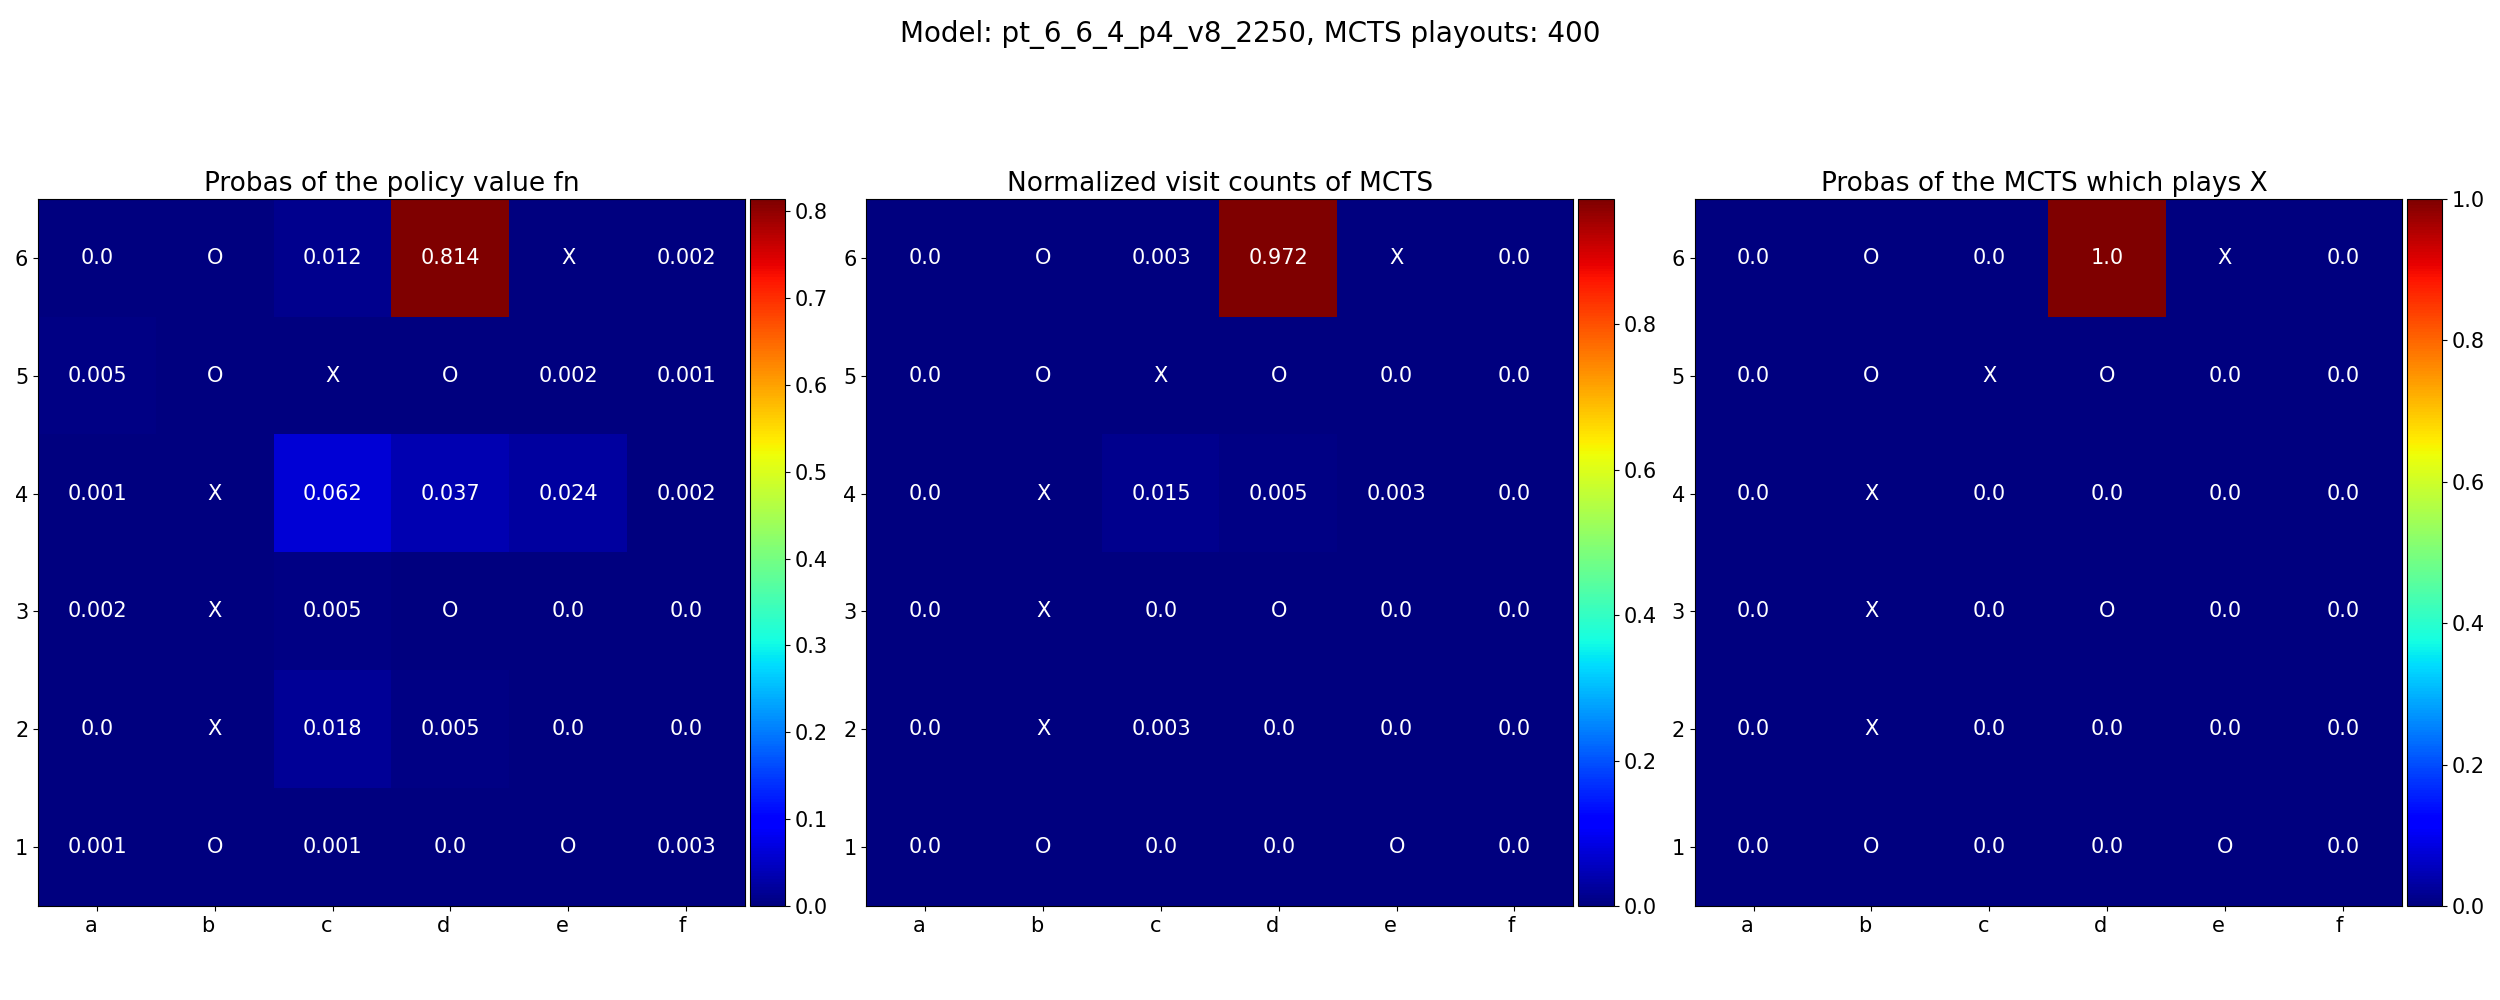 Model: pt_6_6_4_p4_v8_2250, MCTS playouts: 400
Probas of the policy value fn
6 0.0 O 0.012 0.814 X 0.002
5 0.005 O X O 0.002 0.001
4 0.001 X 0.062 0.037 0.024 0.002
3 0.002 X 0.005 O 0.0 0.0
2 0.0 X 0.018 0.005 0.0 0.0
1 0.001 O 0.001 0.0 O 0.003
a b c d e f
0.8
0.7
0.6
0.5
0.4
0.3
0.2
0.1
0.0
Normalized visit counts of MCTS
6 0.0 O 0.003 0.972 X 0.0
5 0.0 O X O 0.0 0.0
4 0.0 X 0.015 0.005 0.003 0.0
3 0.0 X 0.0 O 0.0 0.0
2 0.0 X 0.003 0.0 0.0 0.0
1 0.0 O 0.0 0.0 O 0.0
a b c d e f
0.8
0.6
0.4
0.2
0.0
Probas of the MCTS which plays X
6 0.0 O 0.0 1.0 X 0.0
5 0.0 O X O 0.0 0.0
4 0.0 X 0.0 0.0 0.0 0.0
3 0.0 X 0.0 O 0.0 0.0
2 0.0 X 0.0 0.0 0.0 0.0
1 0.0 O 0.0 0.0 O 0.0
a b c d e f
1.0
0.8
0.6
0.4
0.2
0.0